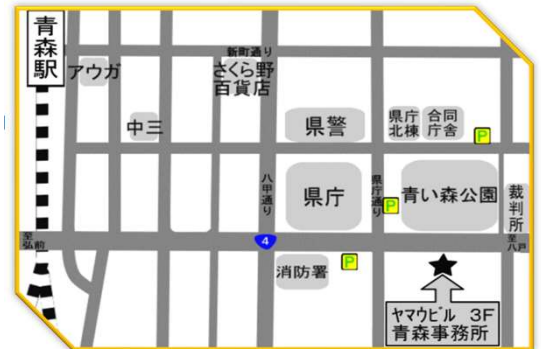 青森駅
新町通り
アウガ
さくら野
百貨店
中三
県警
県庁
北棟
合同
庁舎
P
八甲通り
県庁
県庁通り
P
青い森公園
裁判所
至
弘前
4
至
八戸
消防署
P
ヤマウビル 3F
青森事務所